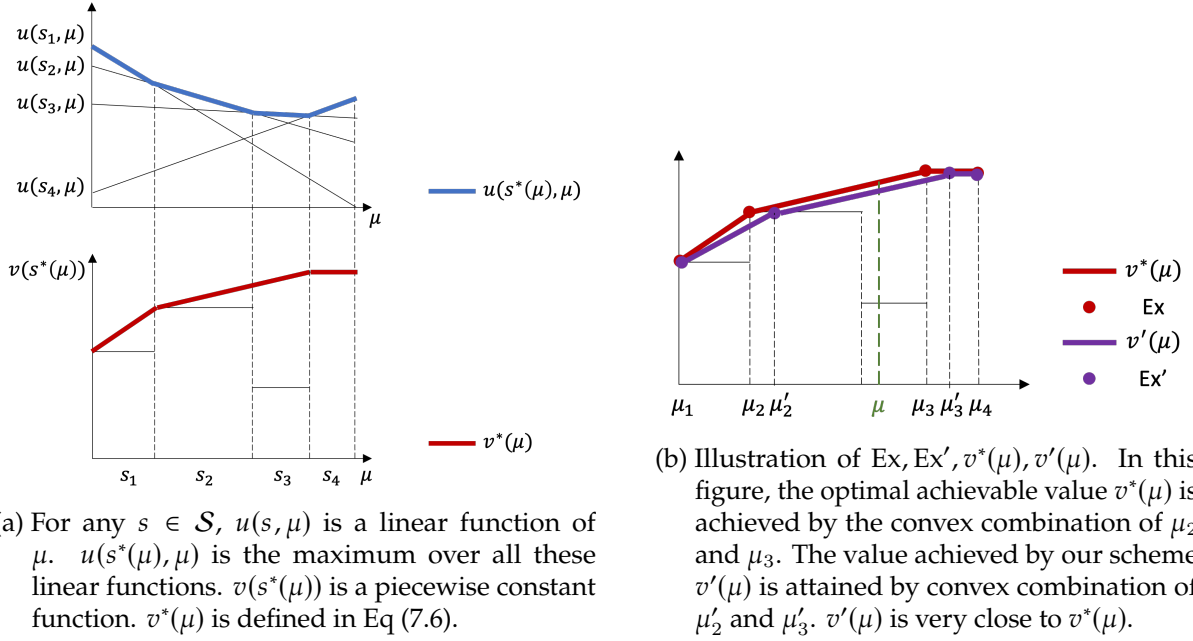 u(s₁, μ)
u(s₂, μ)
u(s₃, μ)
u(s₄, μ)
μ
u(s*(μ), μ)
v(s*(μ))
s₁ s₂ s₃ s₄ μ
v*(μ)
(a) For any s ∈ 𝒮, u(s, μ) is a linear function of
μ. u(s*(μ), μ) is the maximum over all these
linear functions. v(s*(μ)) is a piecewise constant
function. v*(μ) is defined in Eq (7.6).
μ₁ μ₂ μ′₂ μ μ₃ μ′₃ μ₄
v*(μ)
Ex
v′(μ)
Ex′
(b) Illustration of Ex, Ex′, v*(μ), v′(μ). In this
figure, the optimal achievable value v*(μ) is
achieved by the convex combination of μ₂
and μ₃. The value achieved by our scheme
v′(μ) is attained by convex combination of
μ′₂ and μ′₃. v′(μ) is very close to v*(μ).